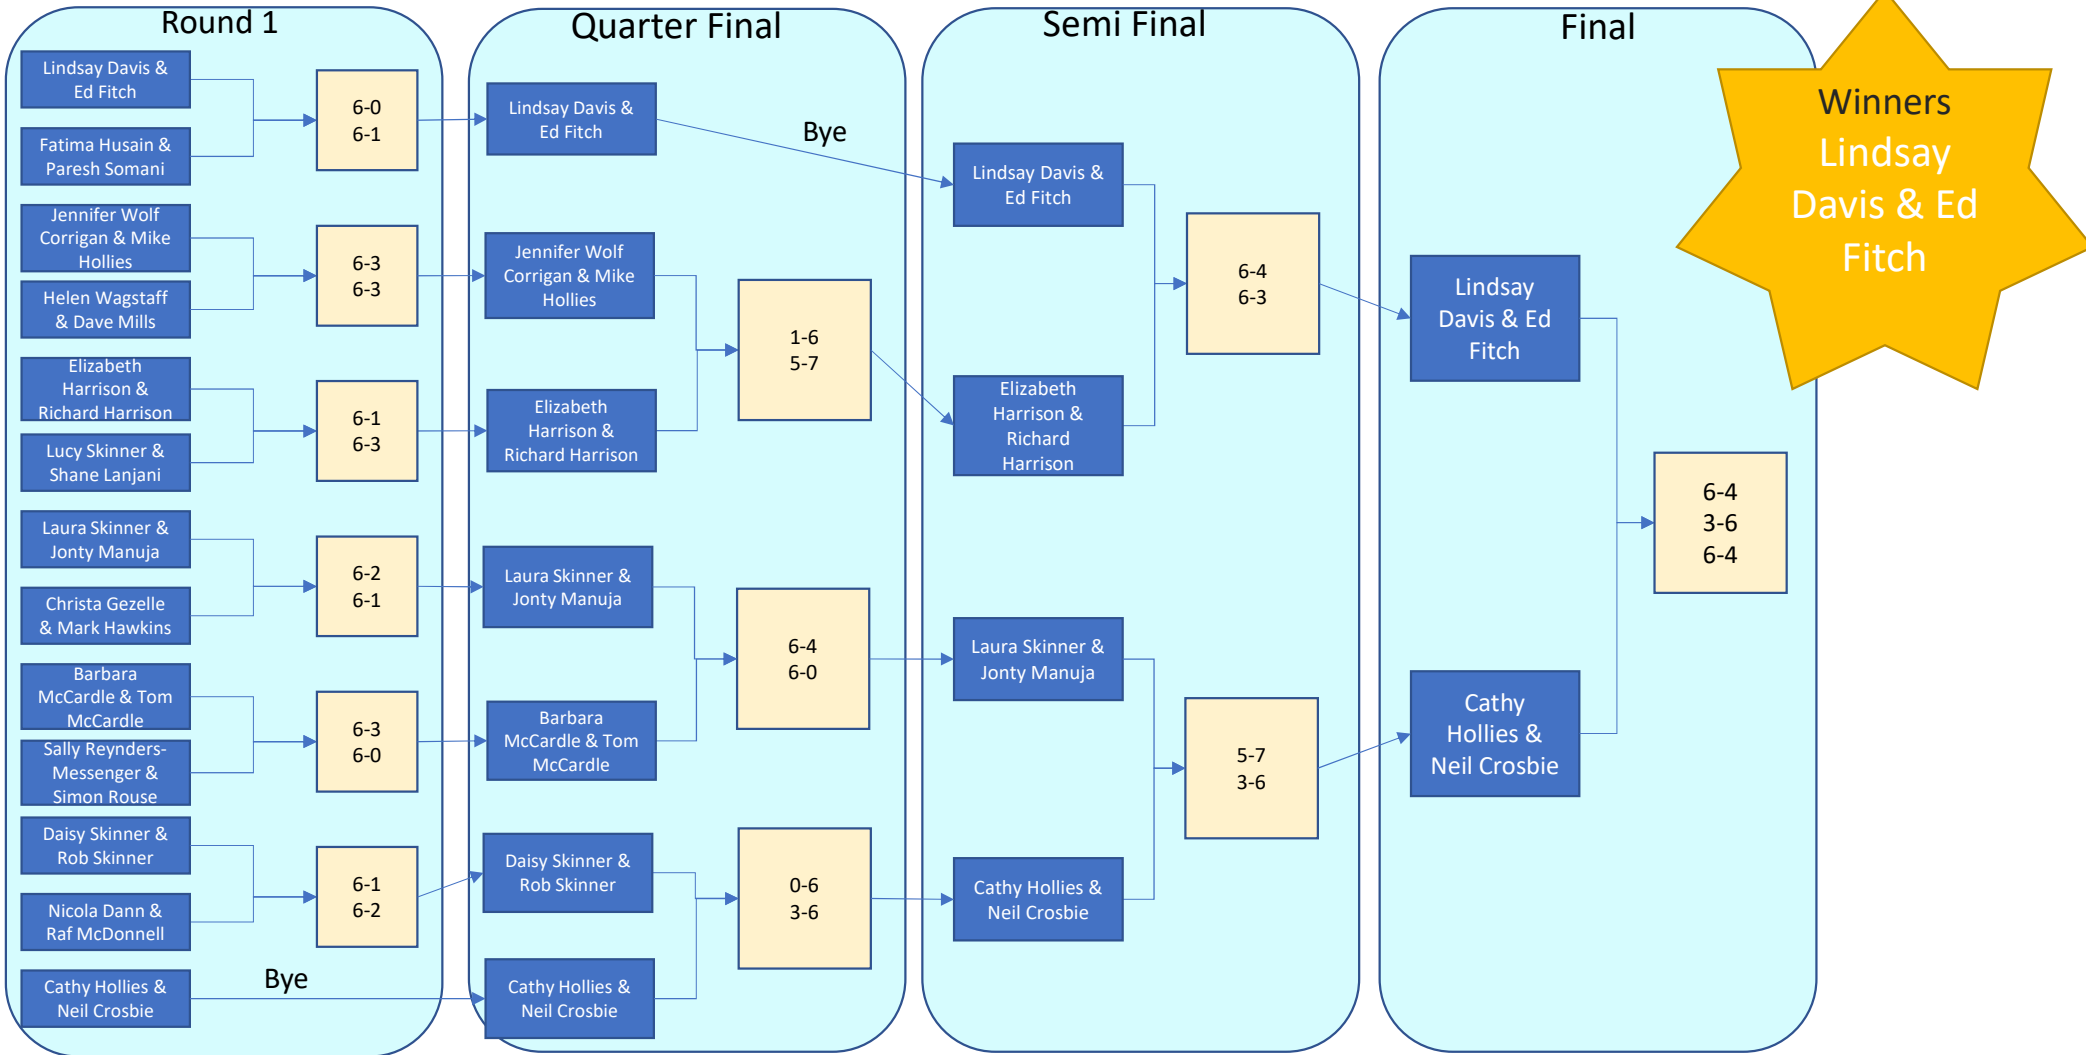 Round 1
Lindsay Davis &
Ed Fitch
Fatima Husain &
Paresh Somani
Jennifer Wolf
Corrigan & Mike
Hollies
Helen Wagstaff
& Dave Mills
Elizabeth
Harrison &
Richard Harrison
Lucy Skinner &
Shane Lanjani
Laura Skinner &
Jonty Manuja
Christa Gezelle
& Mark Hawkins
Barbara
McCardle & Tom
McCardle
Sally Reynders-
Messenger &
Simon Rouse
Daisy Skinner &
Rob Skinner
Nicola Dann &
Raf McDonnell
Cathy Hollies &
Neil Crosbie
Bye
6-0
6-1
6-3
6-3
6-1
6-3
6-2
6-1
6-3
6-0
6-1
6-2
Quarter Final
Lindsay Davis &
Ed Fitch
Bye
Jennifer Wolf
Corrigan & Mike
Hollies
Elizabeth
Harrison &
Richard Harrison
Laura Skinner &
Jonty Manuja
Barbara
McCardle & Tom
McCardle
Daisy Skinner &
Rob Skinner
Cathy Hollies &
Neil Crosbie
1-6
5-7
6-4
6-0
0-6
3-6
Semi Final
Lindsay Davis &
Ed Fitch
Elizabeth
Harrison &
Richard
Harrison
Laura Skinner &
Jonty Manuja
Cathy Hollies &
Neil Crosbie
6-4
6-3
5-7
3-6
Final
Lindsay
Davis & Ed
Fitch
Cathy
Hollies &
Neil Crosbie
6-4
3-6
6-4
Winners
Lindsay
Davis & Ed
Fitch